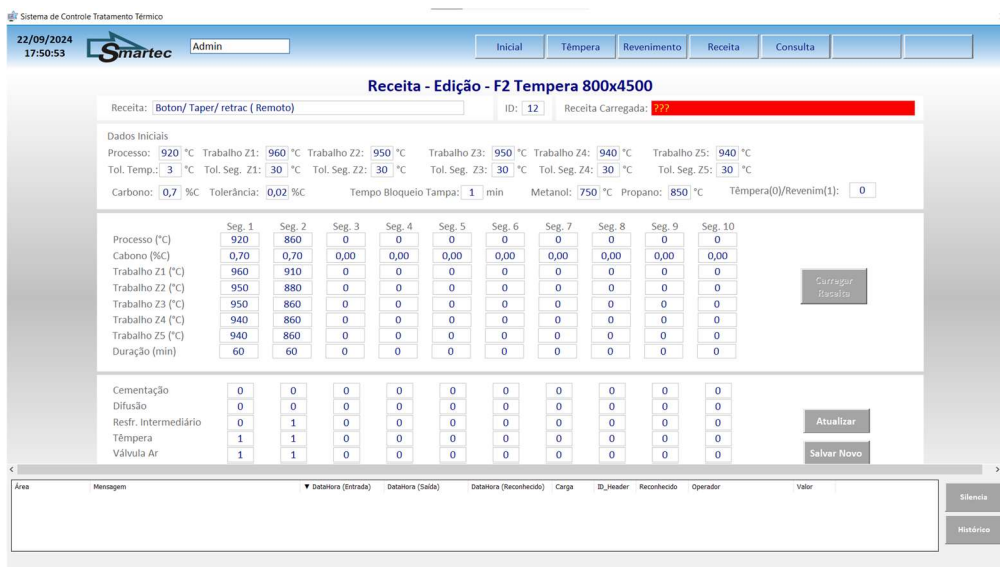 Sistema de Controle Tratamento Térmico
22/09/2024
17:50:53
Smartec
Admin
Inicial Têmpera Revenimento Receita Consulta
Receita - Edição - F2 Tempera 800x4500
Receita: Boton/ Taper/ retrac ( Remoto) ID: 12 Receita Carregada: ???
Dados Iniciais
Processo: 920 °C Trabalho Z1: 960 °C Trabalho Z2: 950 °C Trabalho Z3: 950 °C Trabalho Z4: 940 °C Trabalho Z5: 940 °C
Tol. Temp.: 3 °C Tol. Seg. Z1: 30 °C Tol. Seg. Z2: 30 °C Tol. Seg. Z3: 30 °C Tol. Seg. Z4: 30 °C Tol. Seg. Z5: 30 °C
Carbono: 0,7 %C Tolerância: 0,02 %C Tempo Bloqueio Tampa: 1 min Metanol: 750 °C Propano: 850 °C Têmpera(0)/Revenim(1): 0
Seg. 1 Seg. 2 Seg. 3 Seg. 4 Seg. 5 Seg. 6 Seg. 7 Seg. 8 Seg. 9 Seg. 10
Processo (°C) 920 860 0 0 0 0 0 0 0 0
Cabono (%C) 0,70 0,70 0,00 0,00 0,00 0,00 0,00 0,00 0,00 0,00
Trabalho Z1 (°C) 960 910 0 0 0 0 0 0 0 0
Trabalho Z2 (°C) 950 880 0 0 0 0 0 0 0 0
Trabalho Z3 (°C) 950 860 0 0 0 0 0 0 0 0
Trabalho Z4 (°C) 940 860 0 0 0 0 0 0 0 0
Trabalho Z5 (°C) 940 860 0 0 0 0 0 0 0 0
Duração (min) 60 60 0 0 0 0 0 0 0 0
Carregar
Receita
Cementação 0 0 0 0 0 0 0 0 0 0
Difusão 0 0 0 0 0 0 0 0 0 0
Resfr. Intermediário 0 1 0 0 0 0 0 0 0 0
Têmpera 1 1 0 0 0 0 0 0 0 0
Válvula Ar 1 1 0 0 0 0 0 0 0 0
Atualizar
Salvar Novo
Área Mensagem DataHora (Entrada) DataHora (Saída) DataHora (Reconhecido) Carga ID_Header Reconhecido Operador Valor
Silencia
Histórico